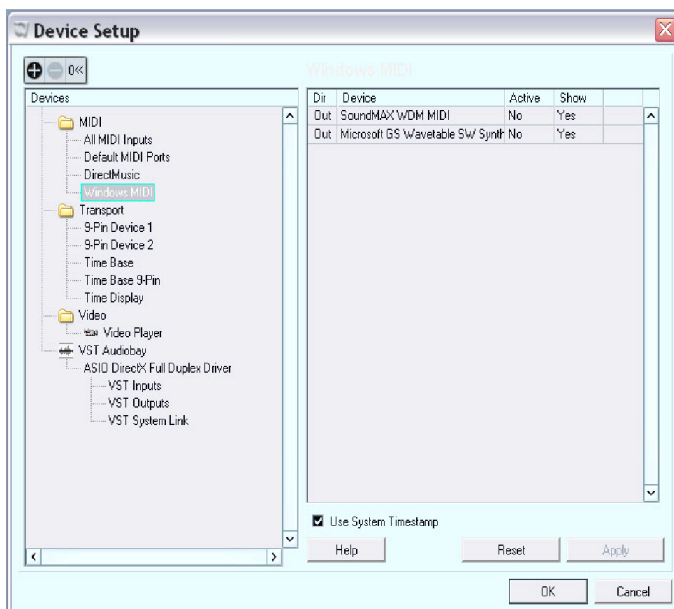 Device Setup
0«
Windows MIDI
Devices
MIDI
All MIDI Inputs
Default MIDI Ports
DirectMusic
Windows MIDI
Transport
9-Pin Device 1
9-Pin Device 2
Time Base
Time Base 9-Pin
Time Display
Video
Video Player
VST Audiobay
ASIO DirectX Full Duplex Driver
VST Inputs
VST Outputs
VST System Link
Dir Device Active Show
Out SoundMAX WDM MIDI No Yes
Out Microsoft GS Wavetable SW Synth No Yes
Use System Timestamp
Help Reset Apply
OK Cancel